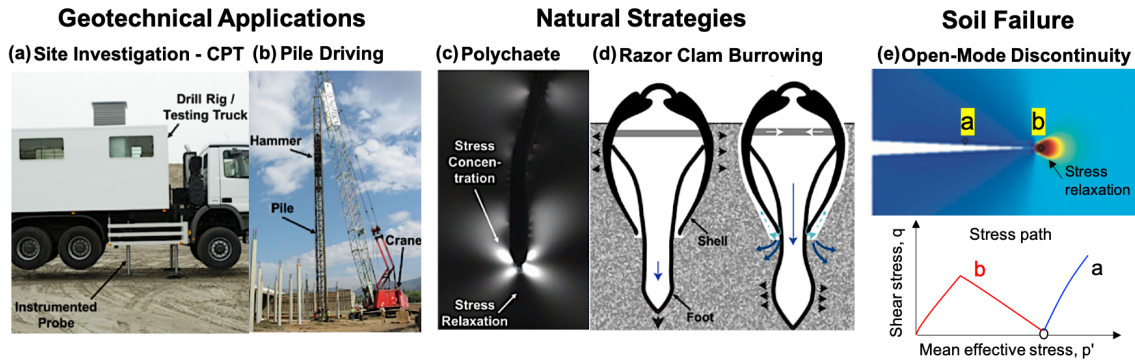 Geotechnical Applications
Natural Strategies
Soil Failure
(a) Site Investigation - CPT
(b) Pile Driving
(c) Polychaete
(d) Razor Clam Burrowing
(e) Open-Mode Discontinuity
Drill Rig /
Testing Truck
Instrumented
Probe
Hammer
Pile
Crane
Stress
Concen-
tration
Stress
Relaxation
Shell
Foot
a
b
Stress
relaxation
Stress path
Shear stress, q
b
a
Mean effective stress, p'